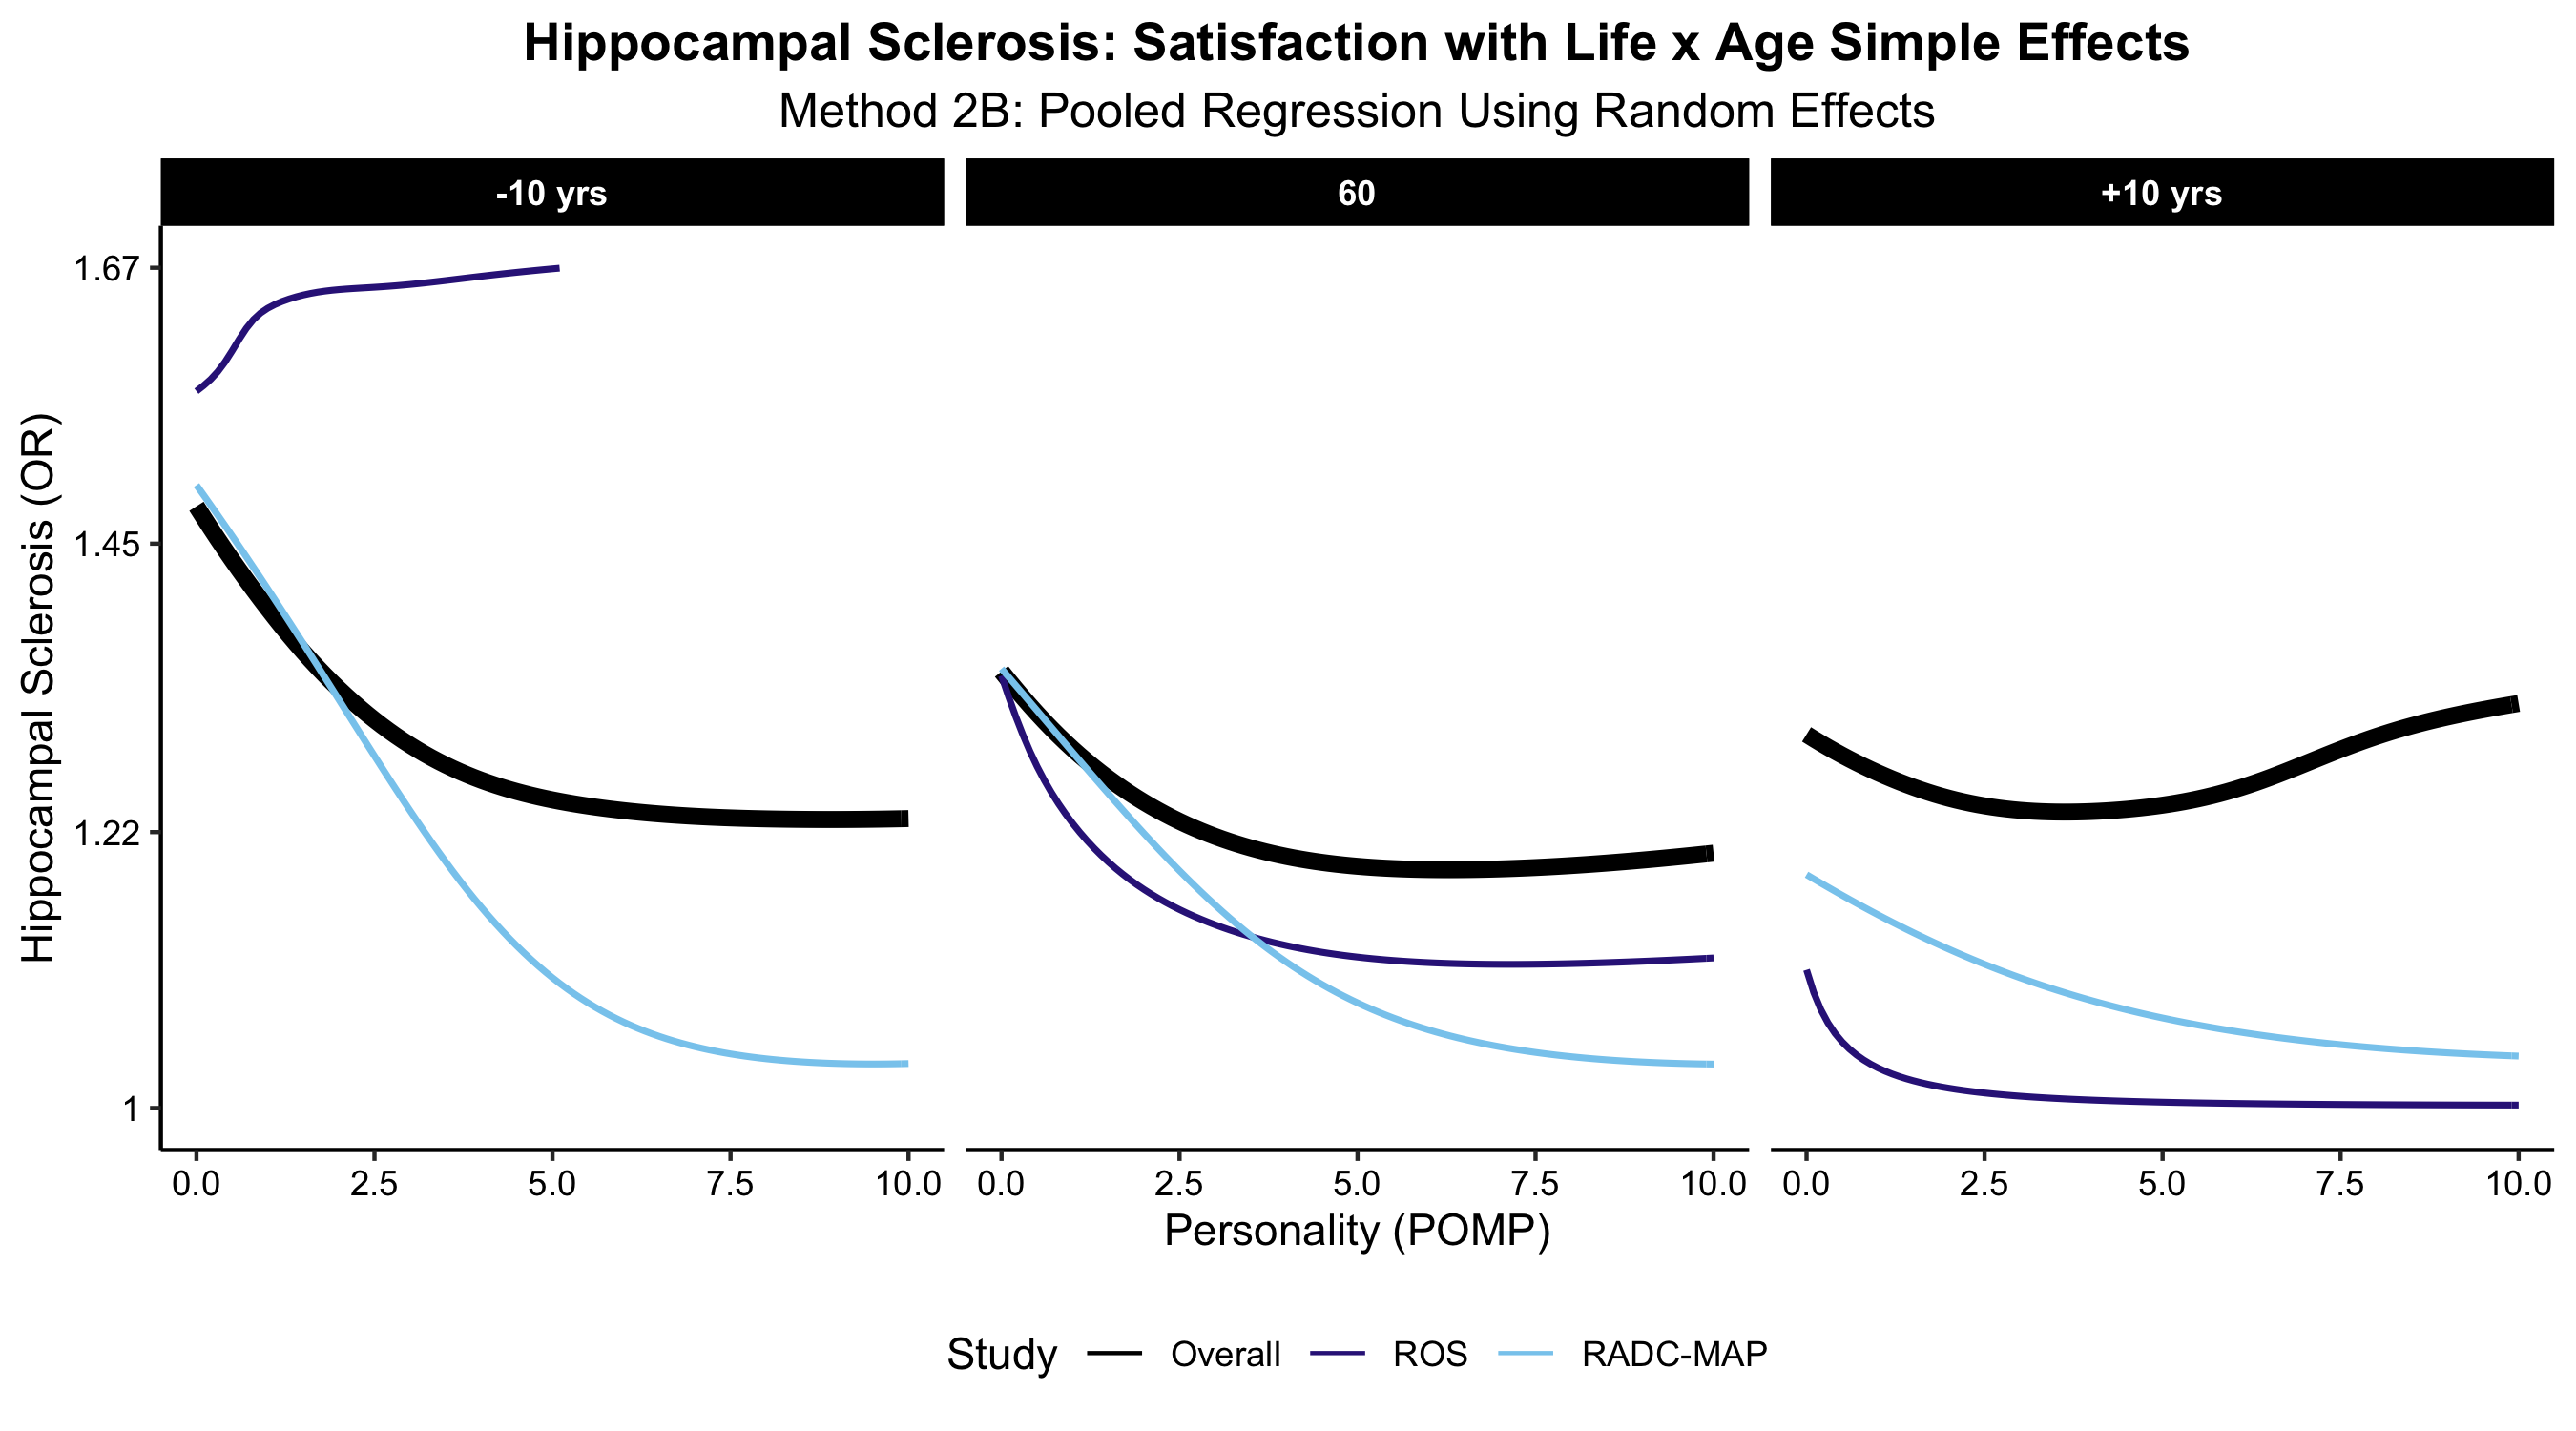 Hippocampal Sclerosis: Satisfaction with Life x Age Simple Effects
Method 2B: Pooled Regression Using Random Effects
-10 yrs
60
+10 yrs
Hippocampal Sclerosis (OR)
1.67
1.45
1.22
1
0.0 2.5 5.0 7.5 10.0
0.0 2.5 5.0 7.5 10.0
0.0 2.5 5.0 7.5 10.0
Personality (POMP)
Study Overall ROS RADC-MAP